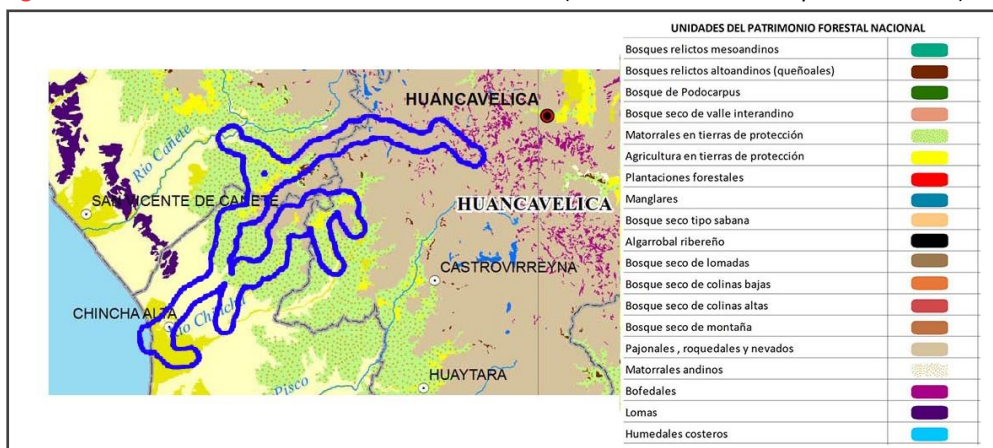 HUANCAVELICA
Río Cañete
SAN VICENTE DE CAÑETE
HUANCAVELICA
CASTROVIRREYNA
CHINCHA ALTA
Río Chincha
HUAYTARA
Pisco
UNIDADES DEL PATRIMONIO FORESTAL NACIONAL
Bosques relictos mesoandinos
Bosques relictos altoandinos (queñoales)
Bosque de Podocarpus
Bosque seco de valle interandino
Matorrales en tierras de protección
Agricultura en tierras de protección
Plantaciones forestales
Manglares
Bosque seco tipo sabana
Algarrobal ribereño
Bosque seco de lomadas
Bosque seco de colinas bajas
Bosque seco de colinas altas
Bosque seco de montaña
Pajonales , roquedales y nevados
Matorrales andinos
Bofedales
Lomas
Humedales costeros